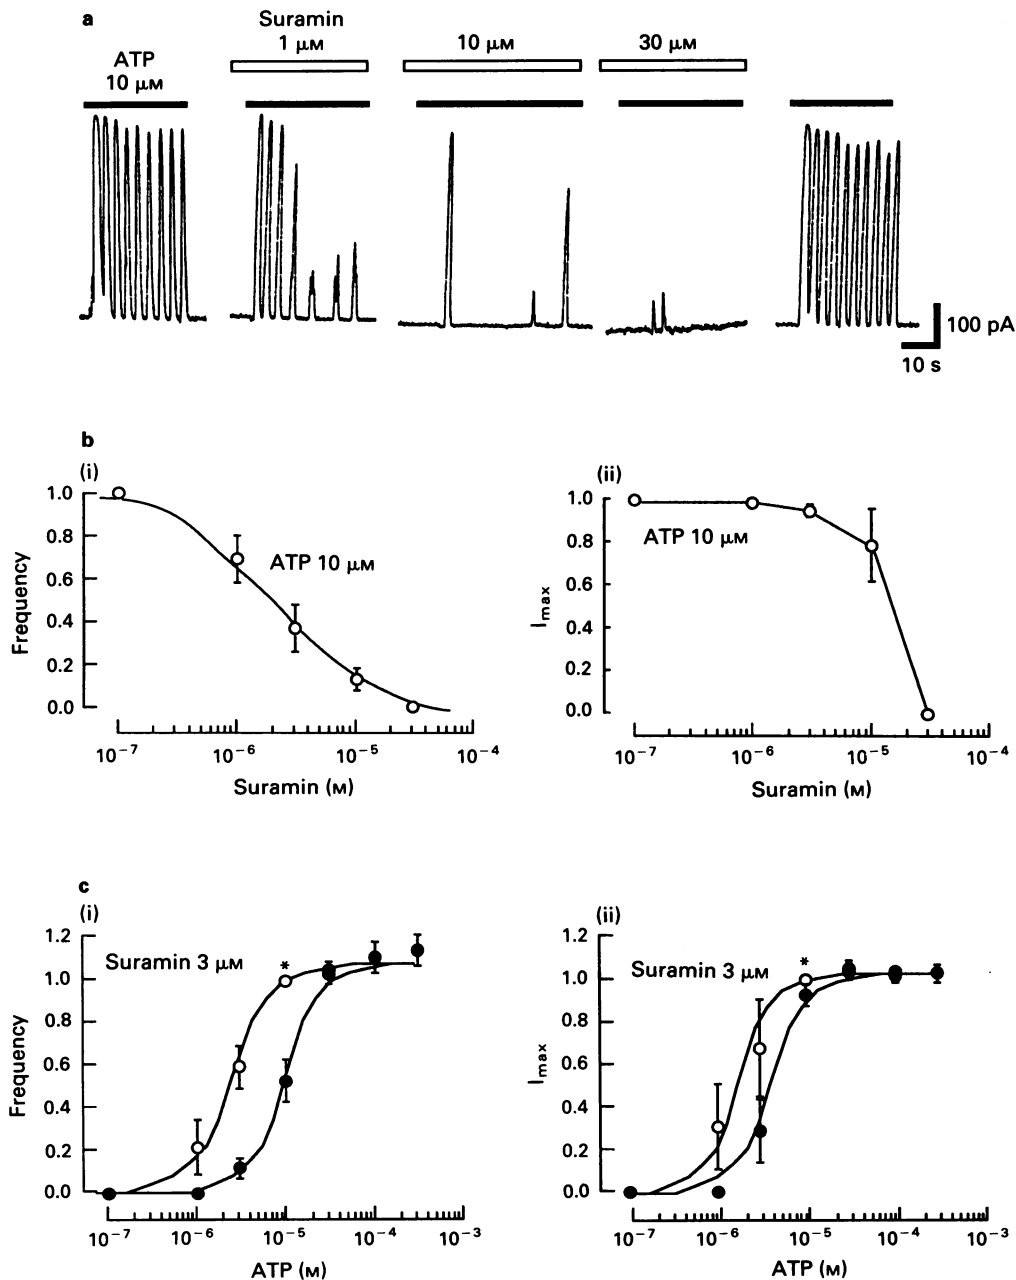 a
Suramin
1 μM
10 μM
30 μM
ATP
10 μM
100 pA
10 s
b
(i)
1.0
0.8
0.6
0.4
0.2
0.0
Frequency
ATP 10 μM
10⁻⁷
10⁻⁶
10⁻⁵
10⁻⁴
Suramin (M)
(ii)
1.0
0.8
0.6
0.4
0.2
0.0
Imax
ATP 10 μM
10⁻⁷
10⁻⁶
10⁻⁵
10⁻⁴
Suramin (M)
c
(i)
1.2
1.0
0.8
0.6
0.4
0.2
0.0
Frequency
Suramin 3 μM
*
10⁻⁷
10⁻⁶
10⁻⁵
10⁻⁴
10⁻³
ATP (M)
(ii)
1.2
1.0
0.8
0.6
0.4
0.2
0.0
Imax
Suramin 3 μM
*
10⁻⁷
10⁻⁶
10⁻⁵
10⁻⁴
10⁻³
ATP (M)